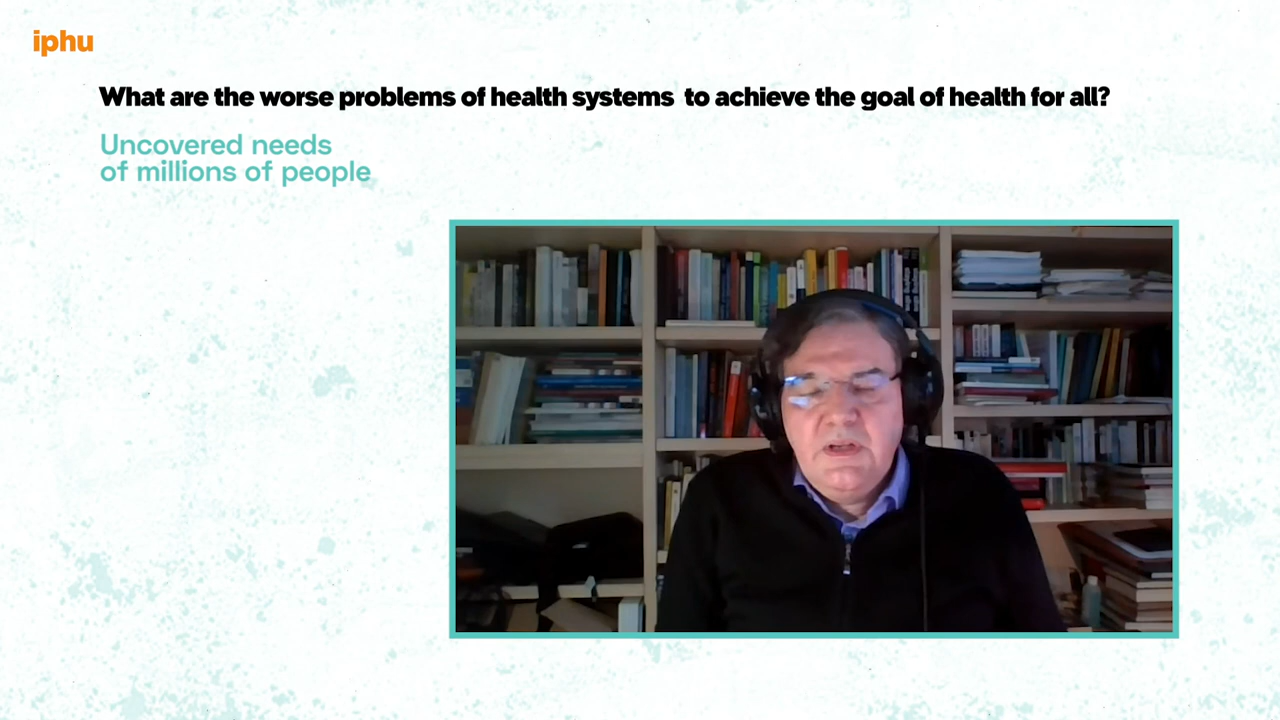 iphu
What are the worse problems of health systems to achieve the goal of health for all?
Uncovered needs
of millions of people